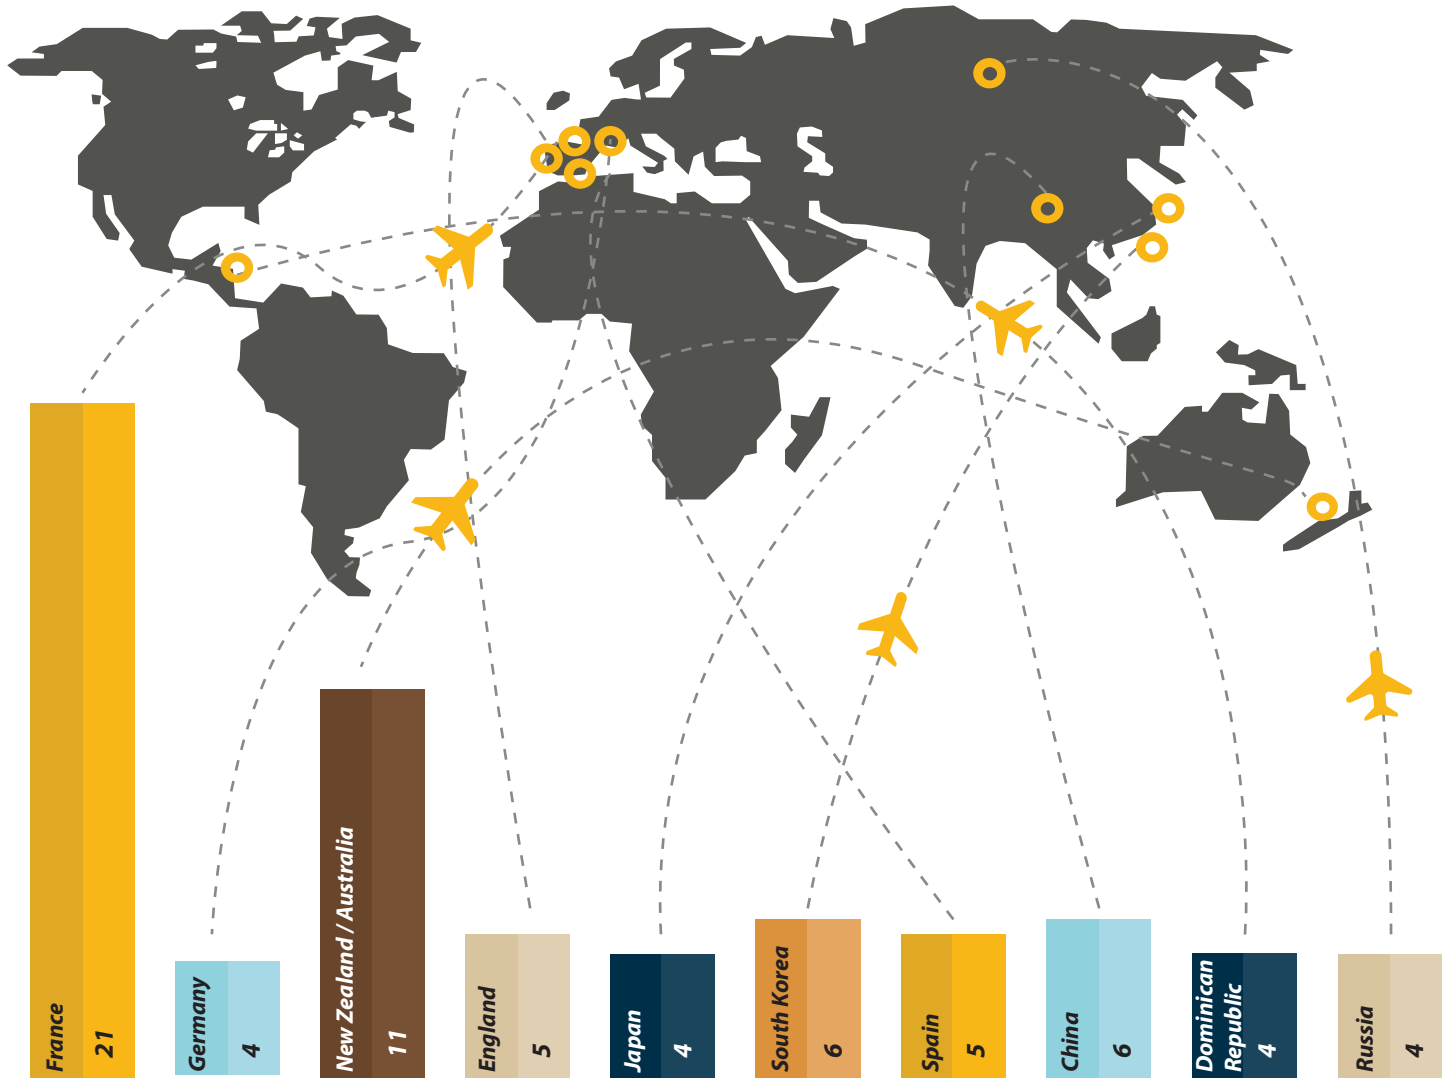 France
21
Germany
4
New Zealand / Australia
11
England
5
Japan
4
South Korea
6
Spain
5
China
6
Dominican
Republic
4
Russia
4